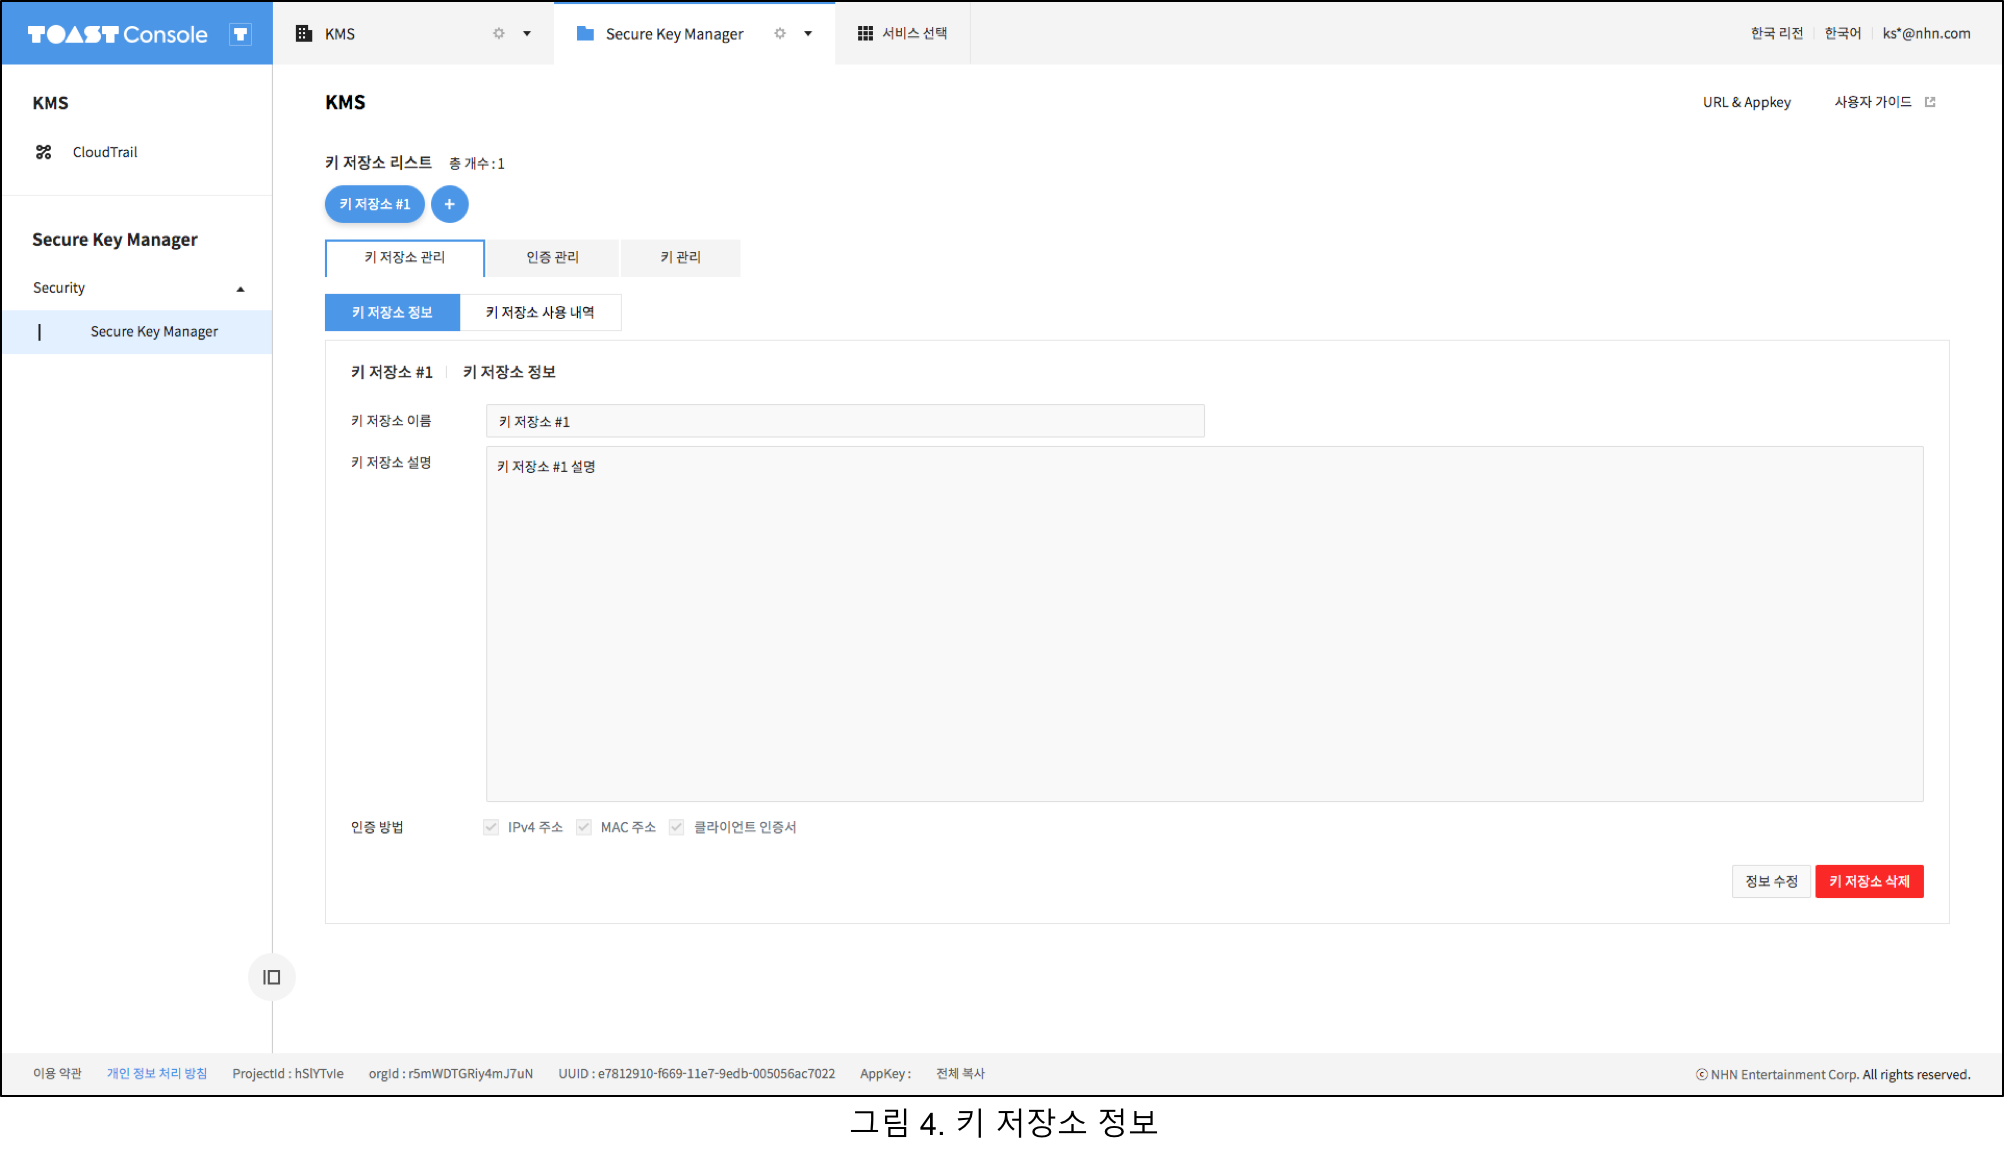 TOAST Console T
KMS
Secure Key Manager
서비스 선택
한국 리전
한국어
ks*@nhn.com
KMS
CloudTrail
Secure Key Manager
Security
Secure Key Manager
KMS
URL & Appkey
사용자 가이드
키 저장소 리스트 총 개수 : 1
키 저장소 #1 +
키 저장소 관리 인증 관리 키 관리
키 저장소 정보 키 저장소 사용 내역
키 저장소 #1 키 저장소 정보
키 저장소 이름 키 저장소 #1
키 저장소 설명 키 저장소 #1 설명
인증 방법 IPv4 주소 MAC 주소 클라이언트 인증서
정보 수정 키 저장소 삭제
이용 약관 개인 정보 처리 방침 ProjectId : hSlYTvIe orgId : r5mWDTGRiy4mJ7uN UUID : e7812910-f669-11e7-9edb-005056ac7022 AppKey : 전체 복사
ⓒ NHN Entertainment Corp. All rights reserved.
그림 4. 키 저장소 정보